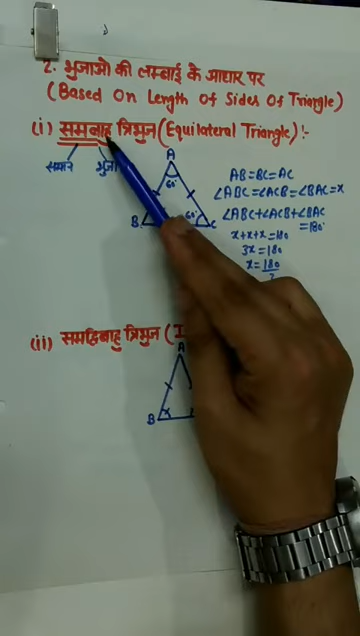 2. भुजाओ की लम्बाई के आधार पर
(Based On Length of Sides Of Triangle)
(i) समबाहु त्रिभुज (Equilateral Triangle):-
समान भुजा
A
60°
B
60°
C
AB=BC=AC
∠ABC=∠ACB=∠BAC=x
∠ABC+∠ACB+∠BAC
=180°
x+x+x=180
3x=180
x=180
(ii) समद्विबाहु त्रिभुज (I
A
B